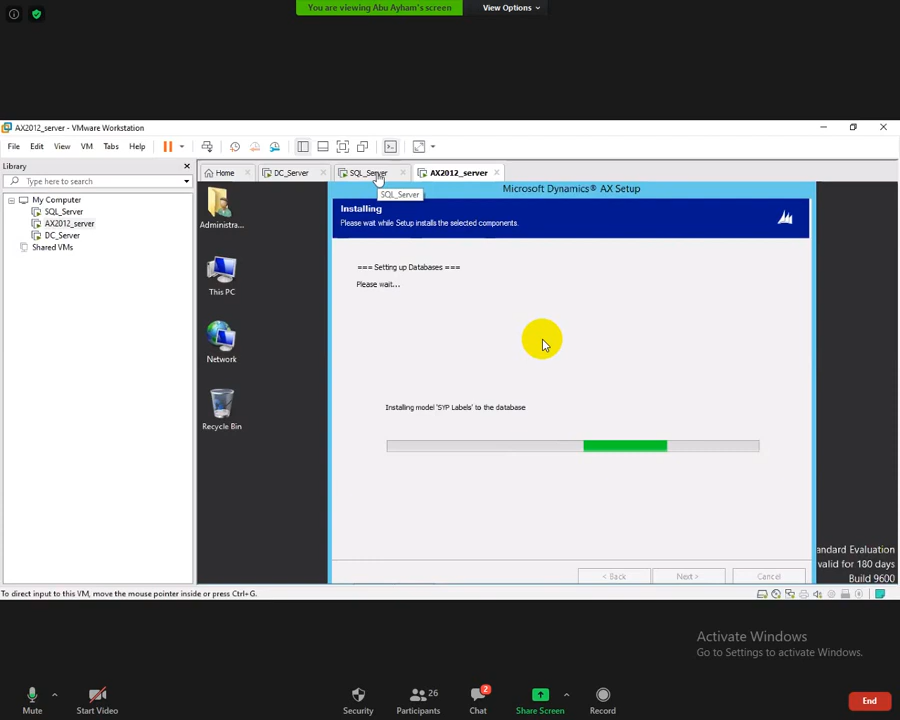 You are viewing Abu Ayham's screen
View Options
AX2012_server - VMware Workstation
File Edit View VM Tabs Help
Library
Type here to search
Home
DC_Server
SQL_Server
AX2012_server
My Computer
SQL_Server
AX2012_server
DC_Server
Shared VMs
SQL_Server
Administra...
This PC
Network
Recycle Bin
Microsoft Dynamics® AX Setup
Installing
Please wait while Setup installs the selected components.
=== Setting up Databases ===
Please wait...
Installing model 'SYP Labels' to the database
< Back
Next >
Cancel
andard Evaluation
valid for 180 days
Build 9600
To direct input to this VM, move the mouse pointer inside or press Ctrl+G.
Activate Windows
Go to Settings to activate Windows.
Mute
Start Video
Security
26
Participants
2
Chat
Share Screen
Record
End